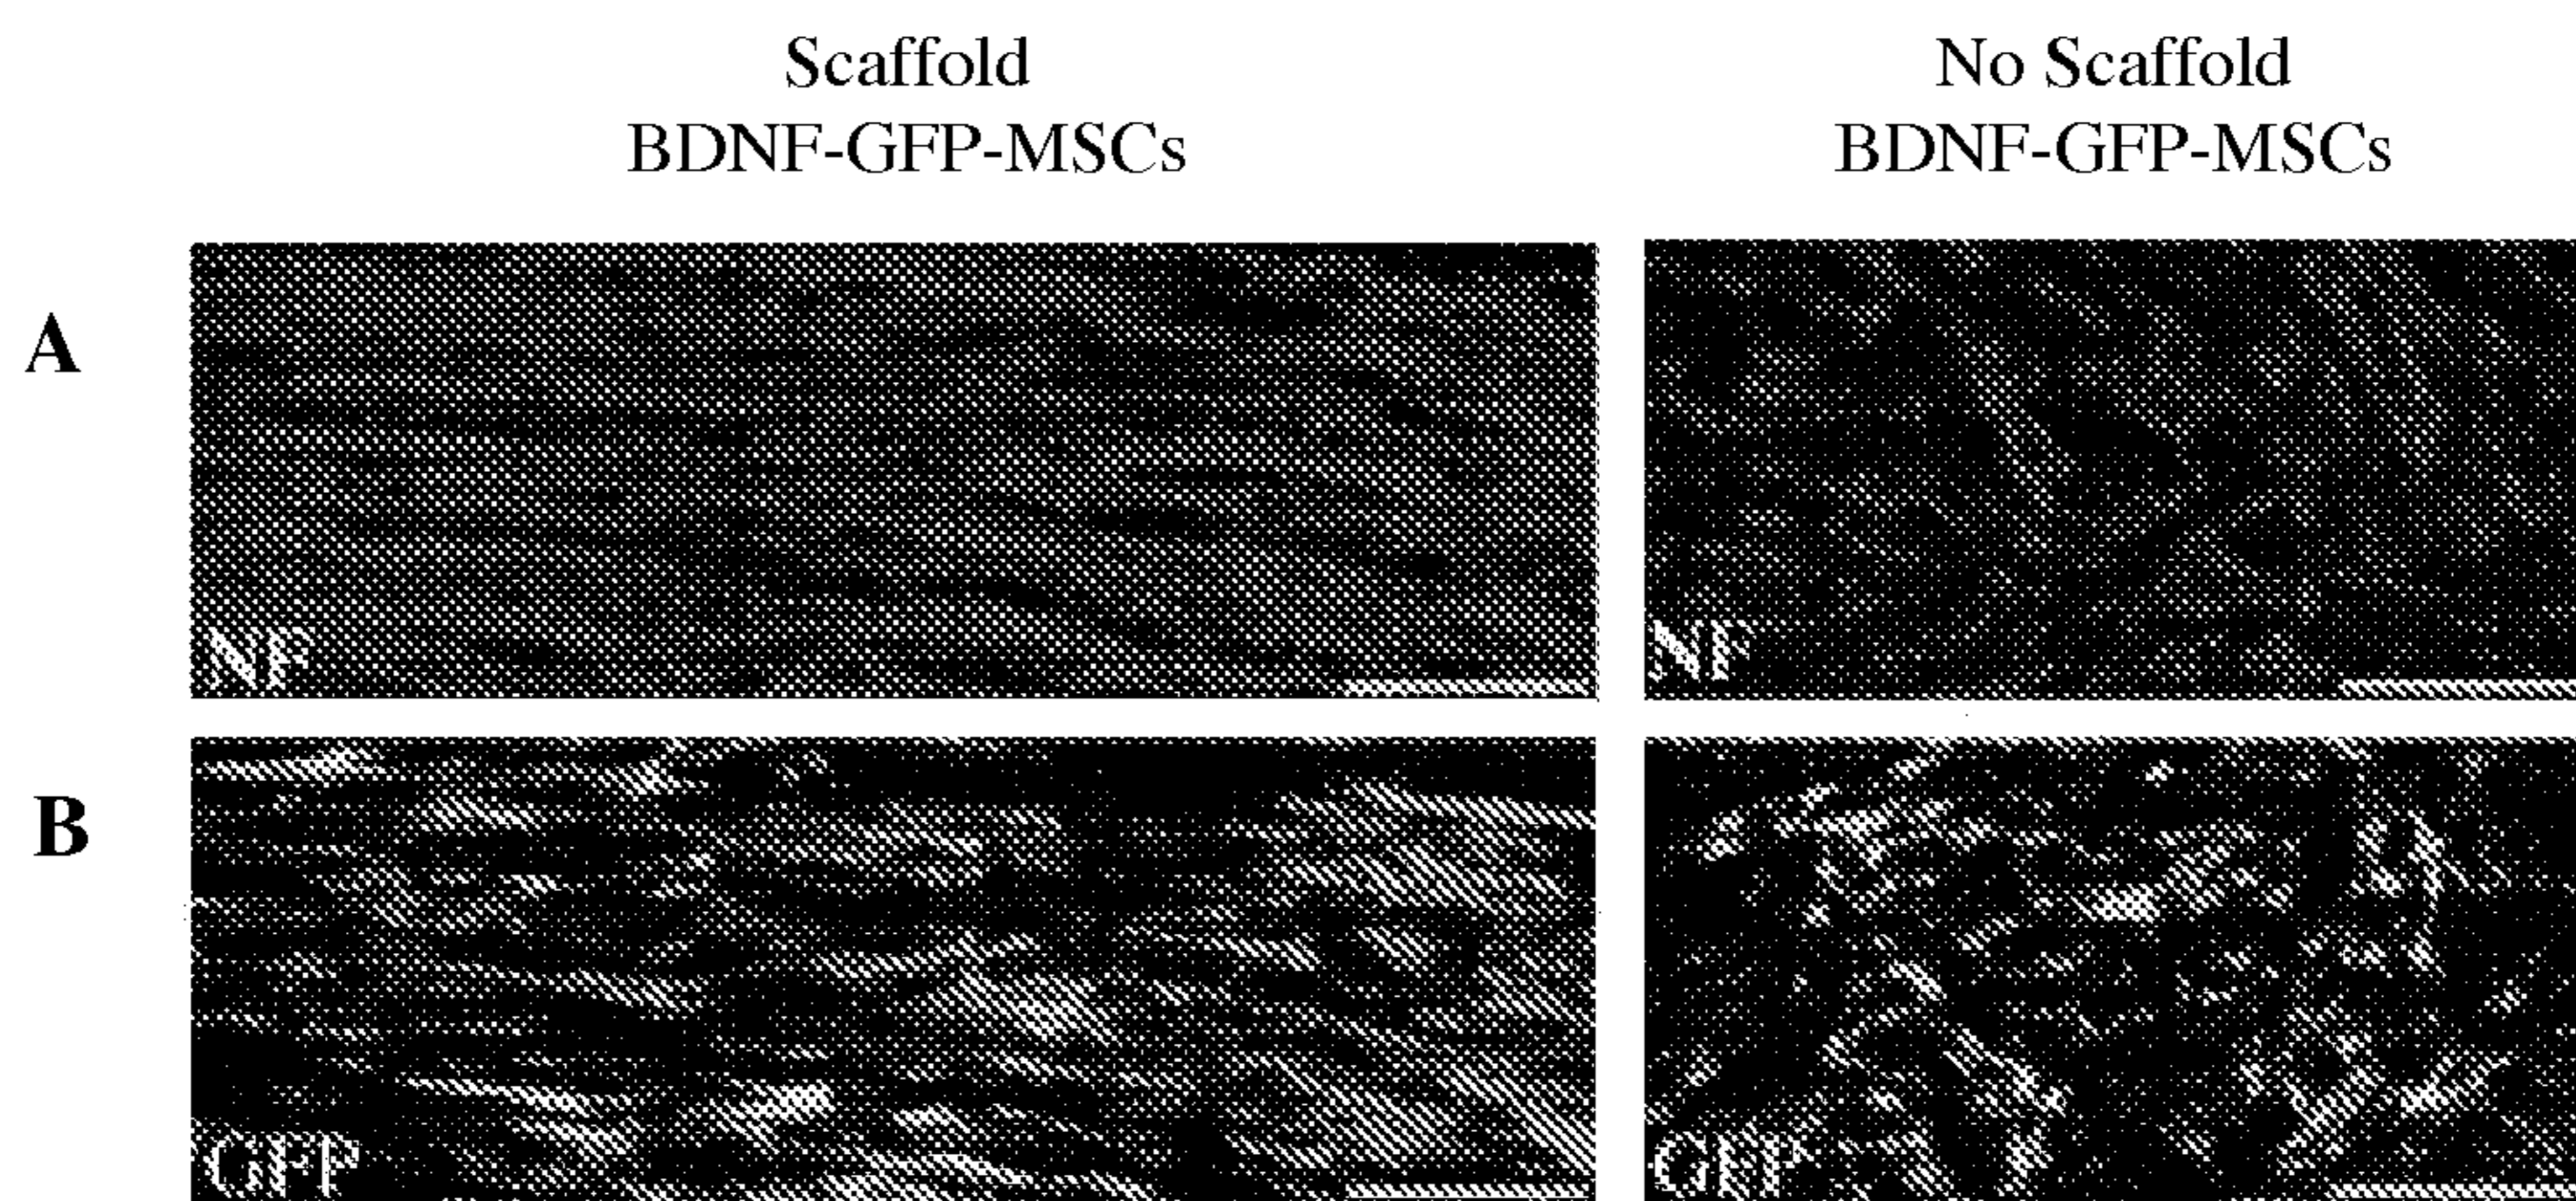 Scaffold
BDNF-GFP-MSCs
No Scaffold
BDNF-GFP-MSCs
A
NF
NF
B
GFP
GFP